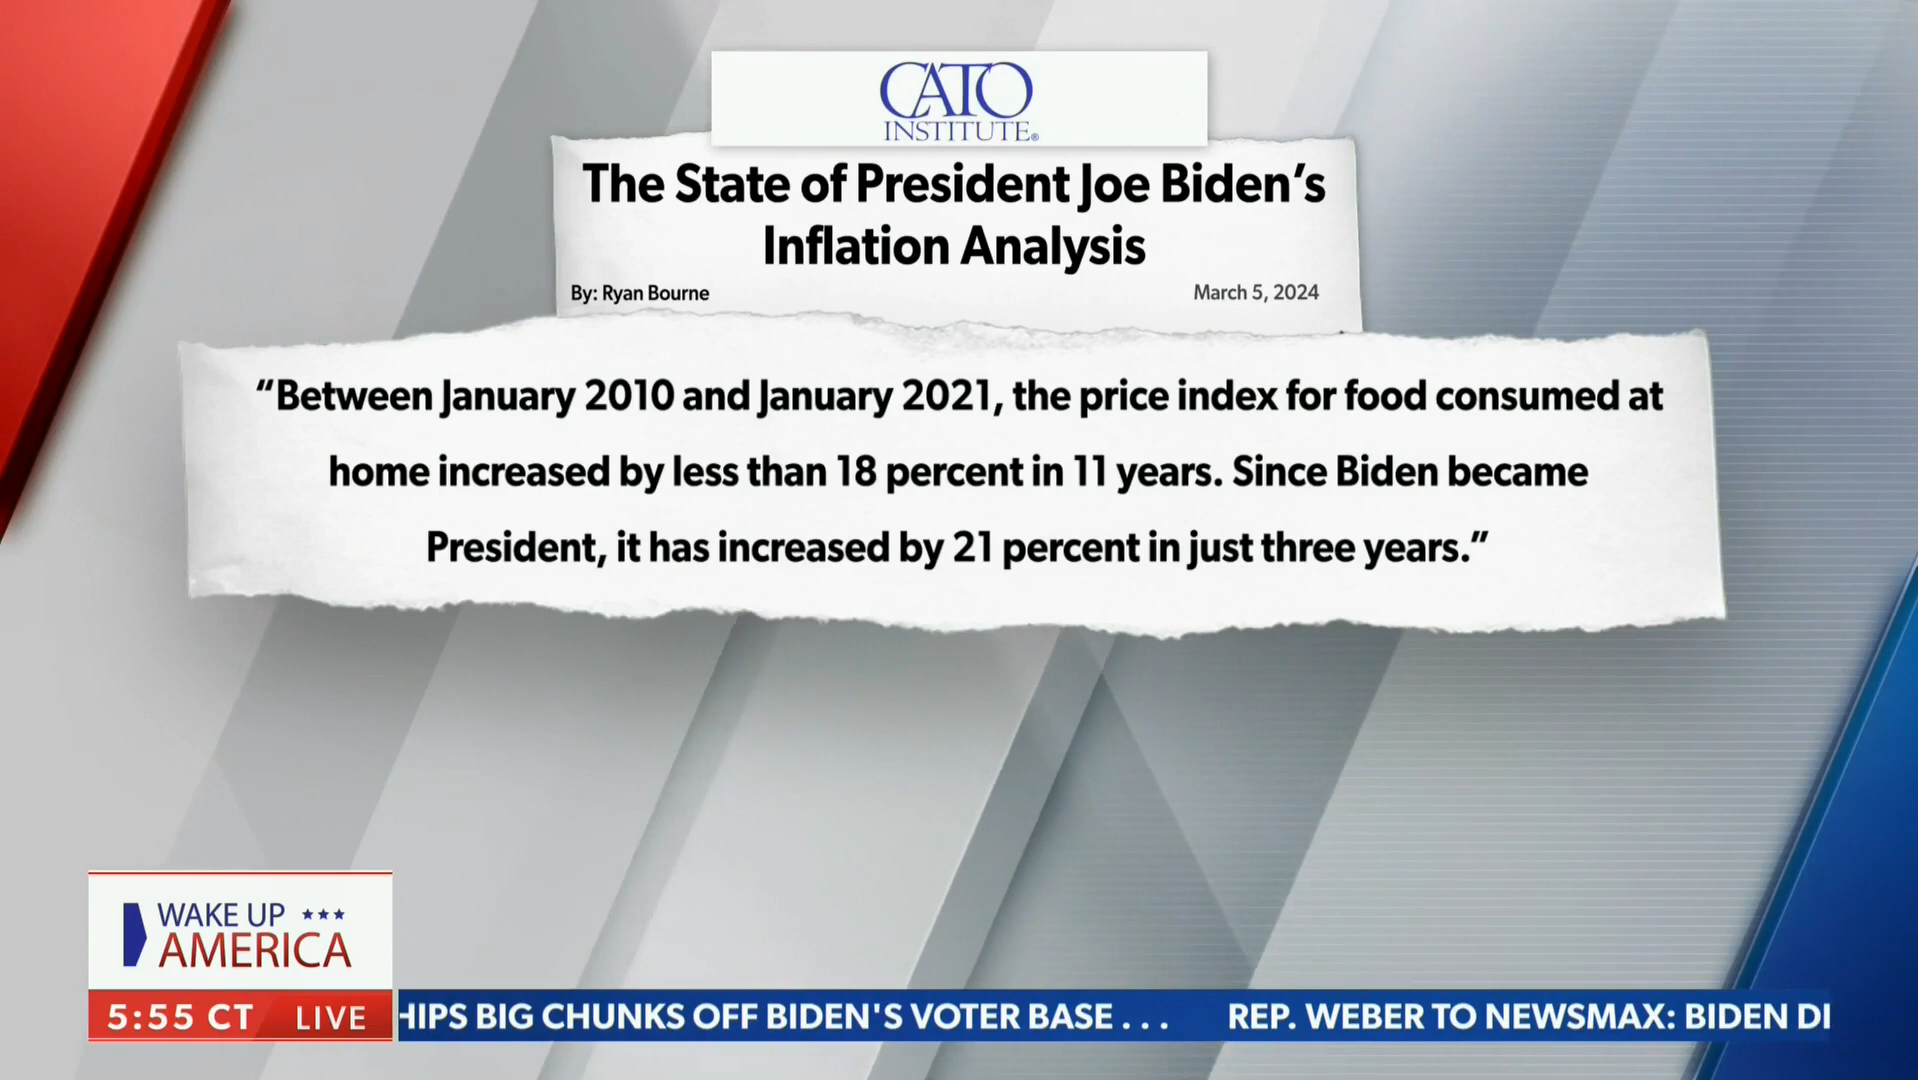 CATO
INSTITUTE®
The State of President Joe Biden’s
Inflation Analysis
By: Ryan Bourne
March 5, 2024
“Between January 2010 and January 2021, the price index for food consumed at
home increased by less than 18 percent in 11 years. Since Biden became
President, it has increased by 21 percent in just three years.”
WAKE UP
AMERICA
5:55 CT LIVE
HIPS BIG CHUNKS OFF BIDEN'S VOTER BASE . . . REP. WEBER TO NEWSMAX: BIDEN DI